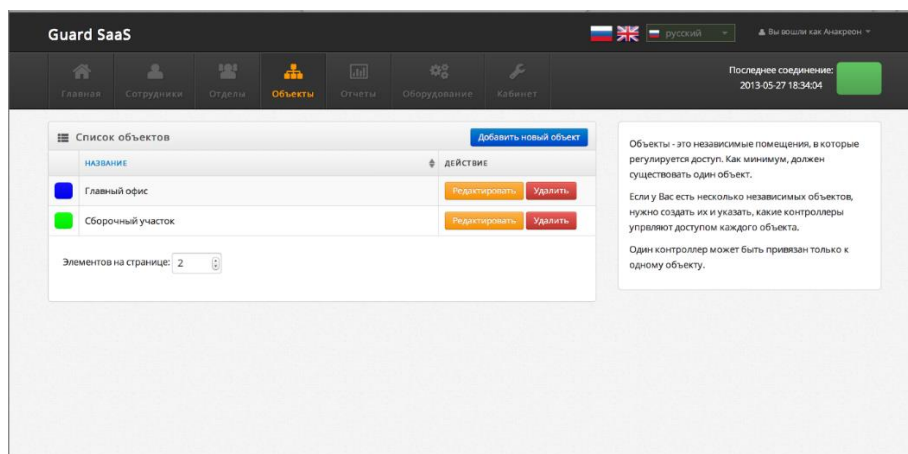 Guard SaaS
русский
Вы вошли как Анакреон
Главная
Сотрудники
Отделы
Объекты
Отчеты
Оборудование
Кабинет
Последнее соединение:
2013-05-27 18:34:04
Список объектов
Добавить новый объект
НАЗВАНИЕ
ДЕЙСТВИЕ
Главный офис
Редактировать
Удалить
Сборочный участок
Редактировать
Удалить
Элементов на странице: 2
Объекты - это независимые помещения, в которые
регулируется доступ. Как минимум, должен
существовать один объект.
Если у Вас есть несколько независимых объектов,
нужно создать их и указать, какие контроллеры
упрвляют доступом каждого объекта.
Один контроллер может быть привязан только к
одному объекту.